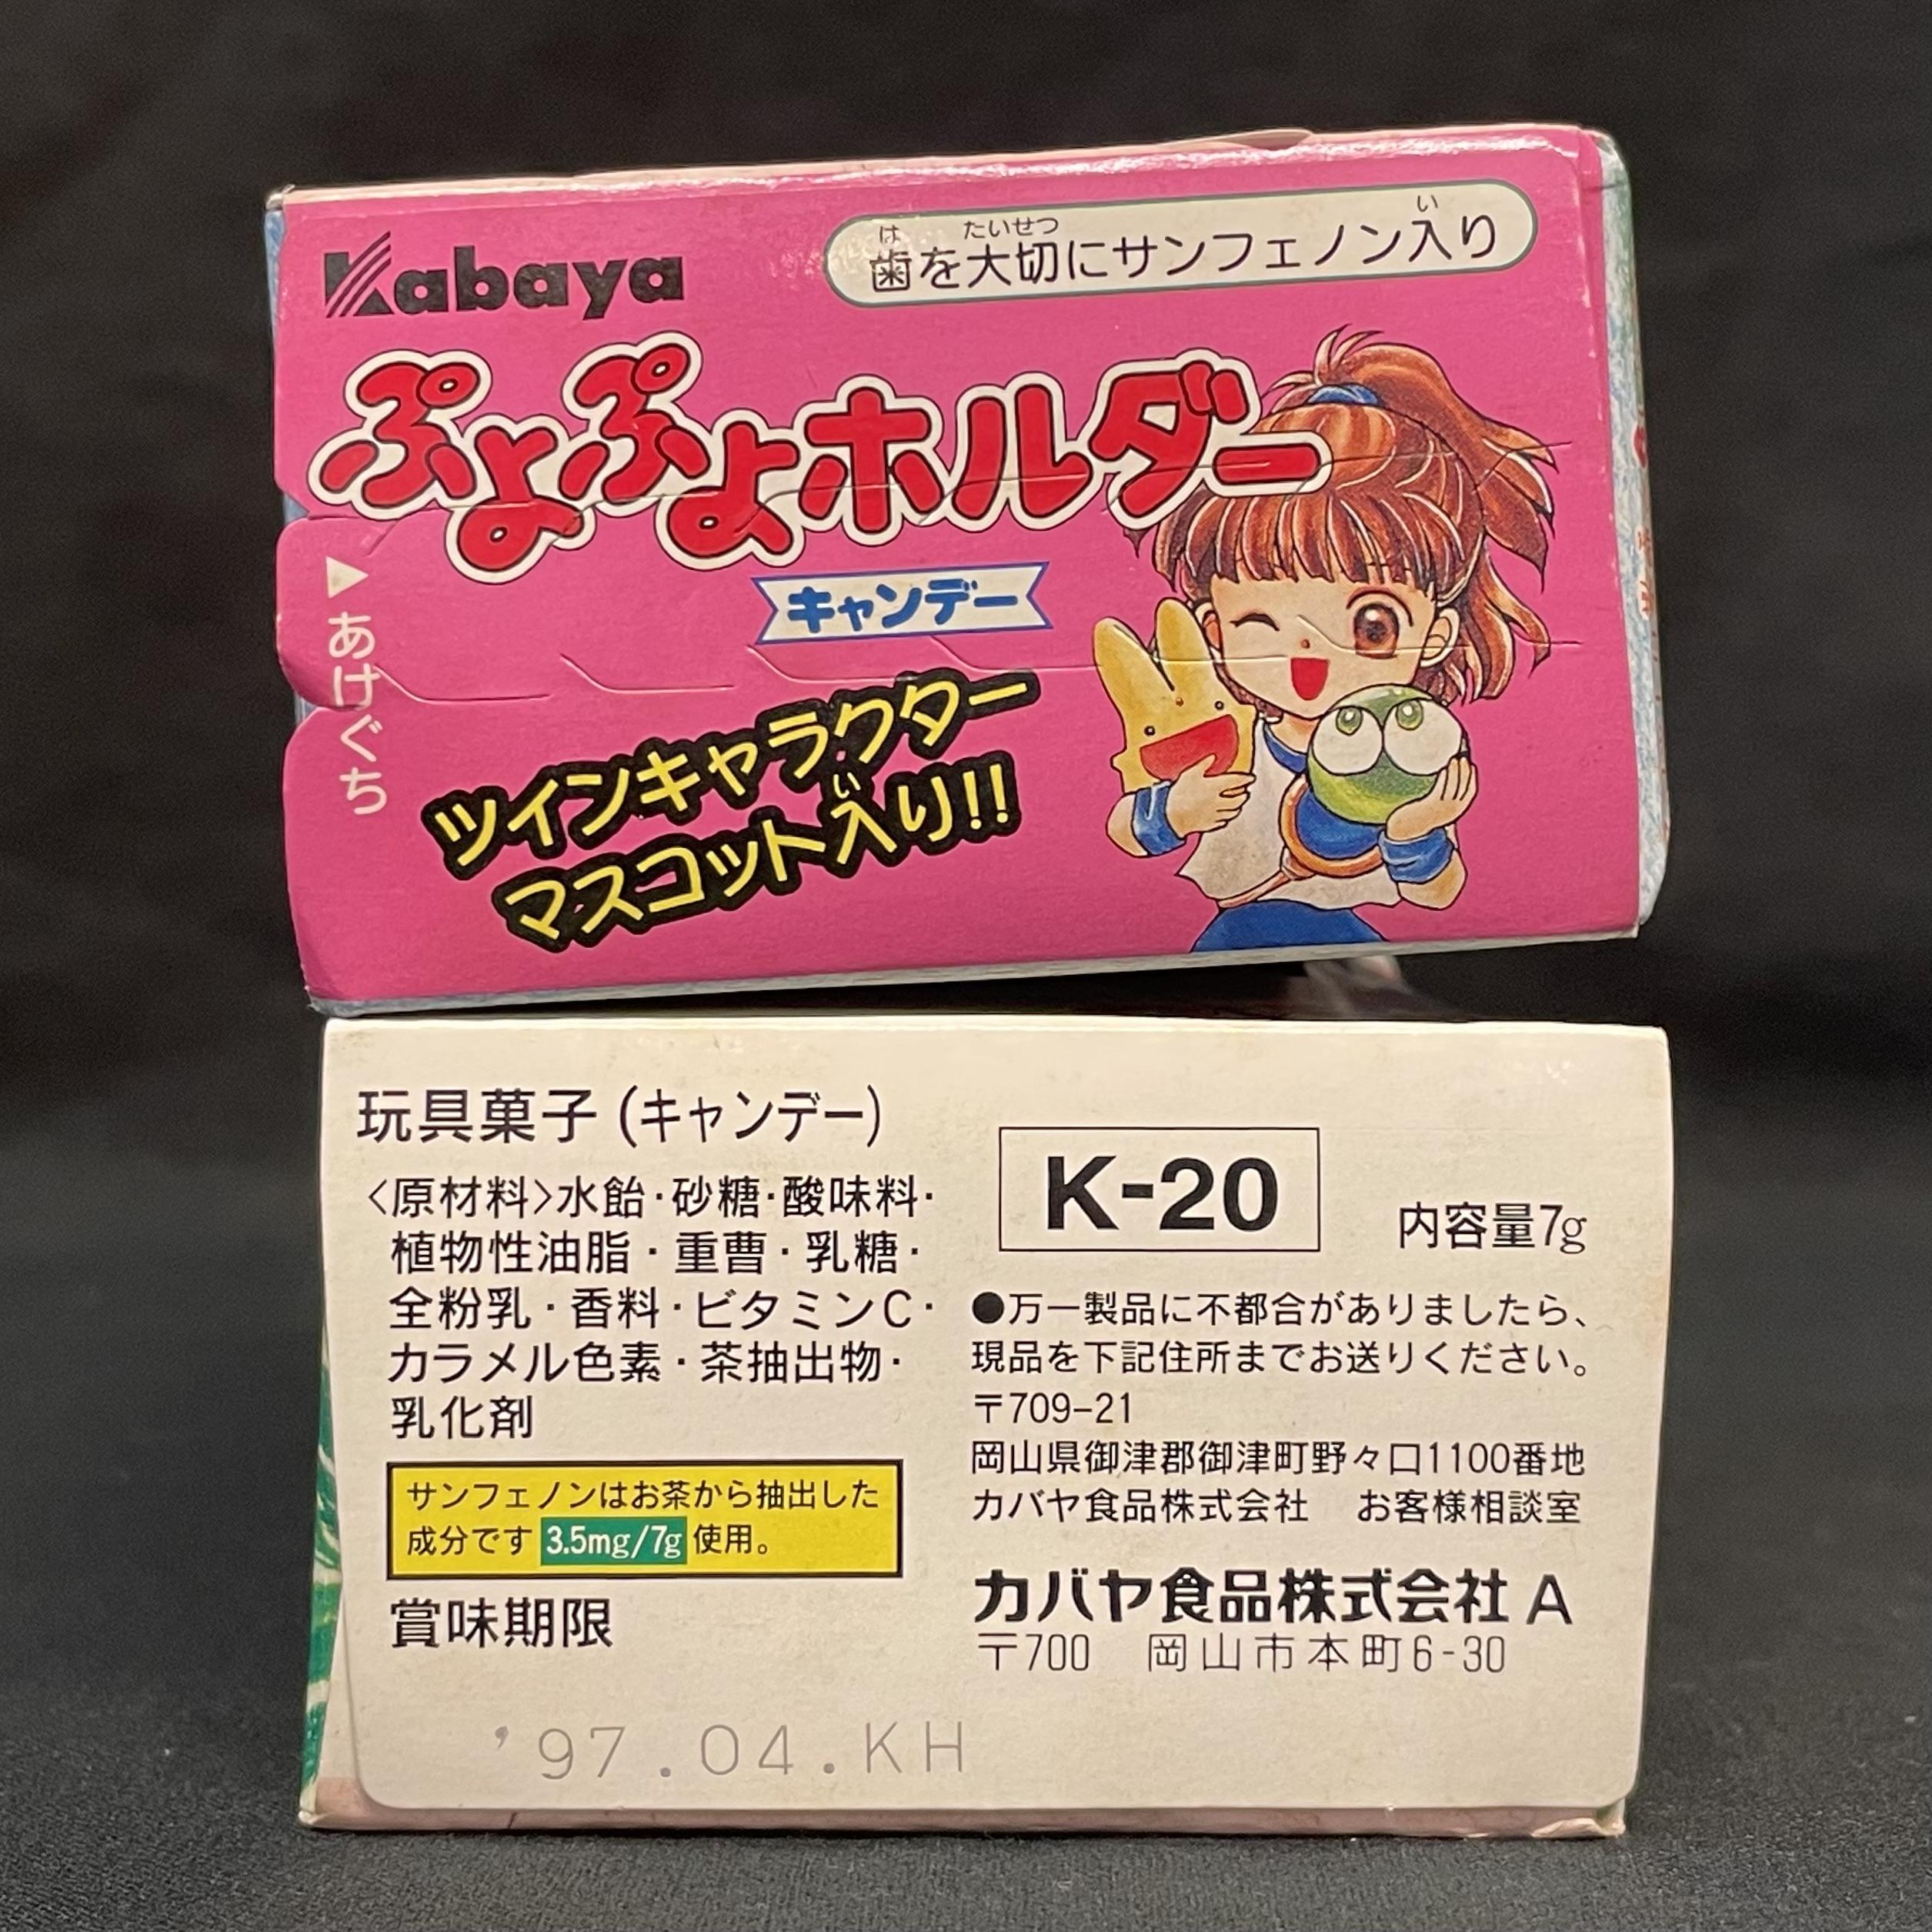 Kabaya
歯を大切にサンフェノン入り
ぷよぷよホルダー
キャンデー
▶あけぐち
ツインキャラクター
マスコット入り!!
玩具菓子(キャンデー)
〈原材料〉水飴・砂糖・酸味料・
植物性油脂・重曹・乳糖・
全粉乳・香料・ビタミンC・
カラメル色素・茶抽出物・
乳化剤
サンフェノンはお茶から抽出した
成分です 3.5mg/7g 使用。
賞味期限
'97.04.KH
K-20
内容量7g
●万一製品に不都合がありましたら、
現品を下記住所までお送りください。
〒709-21
岡山県御津郡御津町野々口1100番地
カバヤ食品株式会社 お客様相談室
カバヤ食品株式会社 A
〒700 岡山市本町6-30